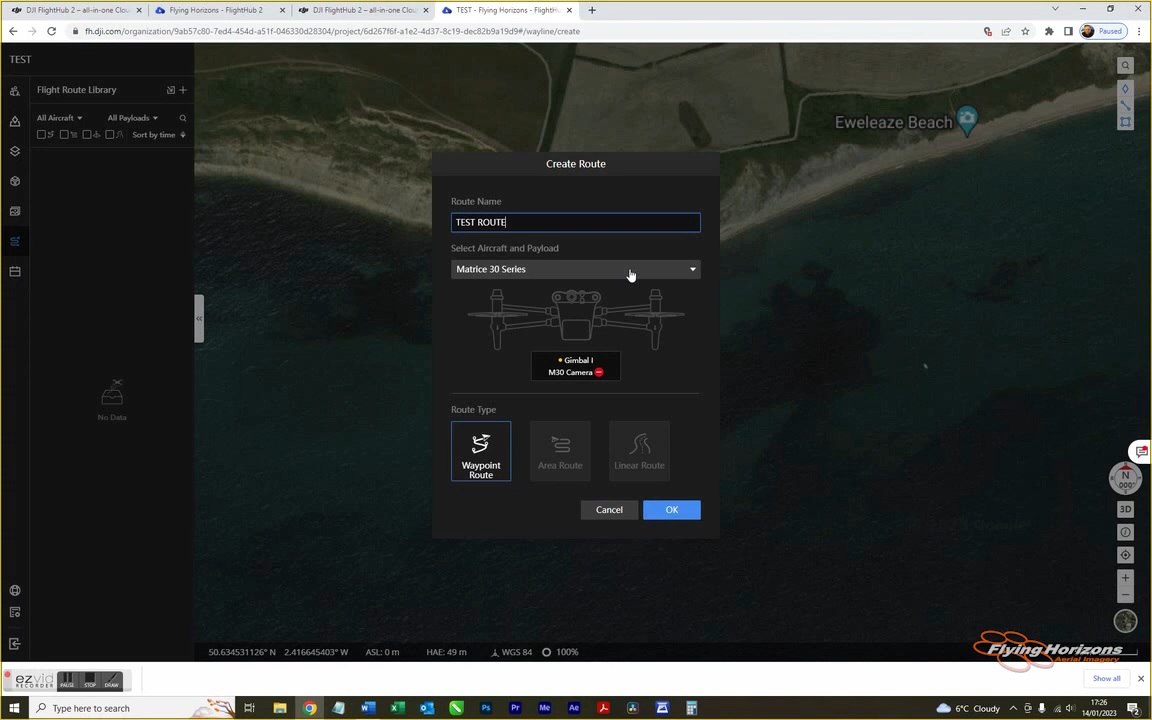 DJI FlightHub 2 – all-in-one Clou
Flying Horizons - FlightHub 2
DJI FlightHub 2 – all-in-one Clou
TEST - Flying Horizons - FlightH
fh.dji.com/organization/9ab57c80-7ed4-454d-a51f-046330d28304/project/6d267f6f-a1e2-4d37-8c19-dec82b9a19d9#/wayline/create
Paused
TEST
Flight Route Library
All Aircraft
All Payloads
Sort by time
No Data
Eweleaze Beach
Create Route
Route Name
TEST ROUTE
Select Aircraft and Payload
Matrice 30 Series
Gimbal I
M30 Camera
Route Type
Waypoint
Route
Area Route
Linear Route
Cancel
OK
N
000°
3D
50.634531126° N
2.416645403° W
ASL: 0 m
HAE: 49 m
WGS 84
100%
Flying Horizons
Aerial Imagery
ezvid
RECORDER
PAUSE
STOP
DRAW
Show all
Type here to search
6°C Cloudy
17:26
14/01/2023